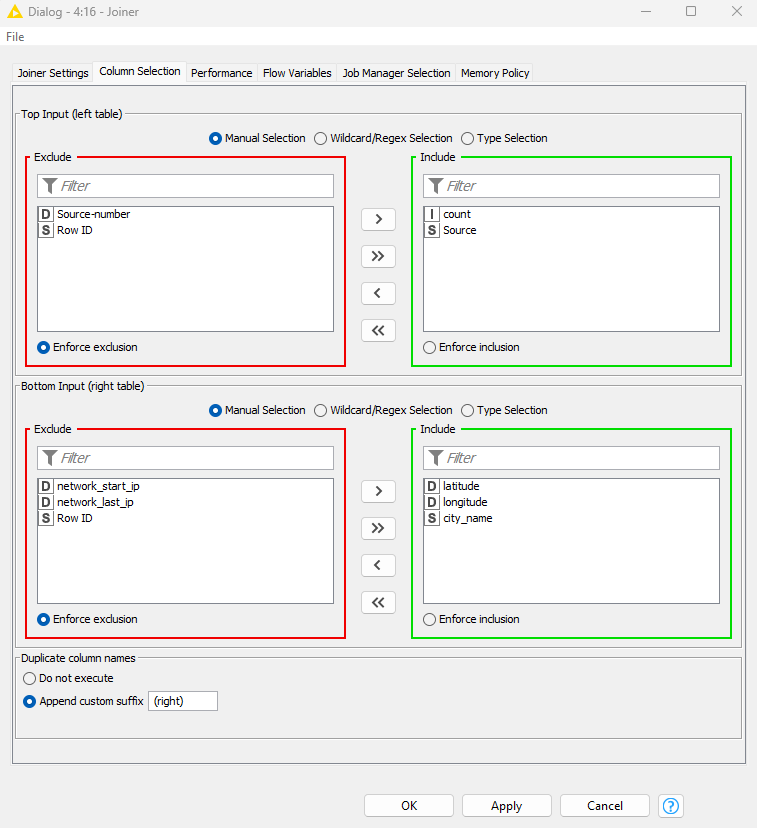 Dialog - 4:16 - Joiner
File
Joiner Settings Column Selection Performance Flow Variables Job Manager Selection Memory Policy
Top Input (left table)
Manual Selection Wildcard/Regex Selection Type Selection
Exclude Include
Filter Filter
D Source-number I count
S Row ID S Source
> 
>>
<
<<
Enforce exclusion Enforce inclusion
Bottom Input (right table)
Manual Selection Wildcard/Regex Selection Type Selection
Exclude Include
Filter Filter
D network_start_ip D latitude
D network_last_ip D longitude
S Row ID S city_name
>
>>
<
<<
Enforce exclusion Enforce inclusion
Duplicate column names
Do not execute
Append custom suffix (right)
OK Apply Cancel ?